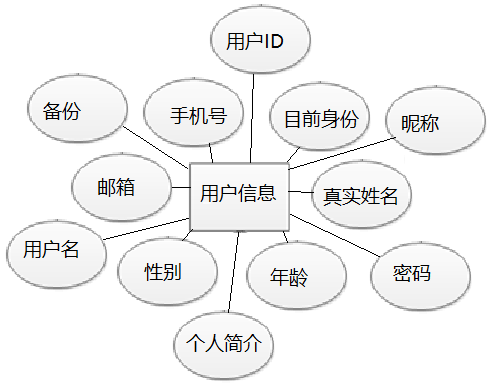 用户ID
备份
手机号
目前身份
昵称
邮箱
用户信息
真实姓名
用户名
性别
年龄
密码
个人简介